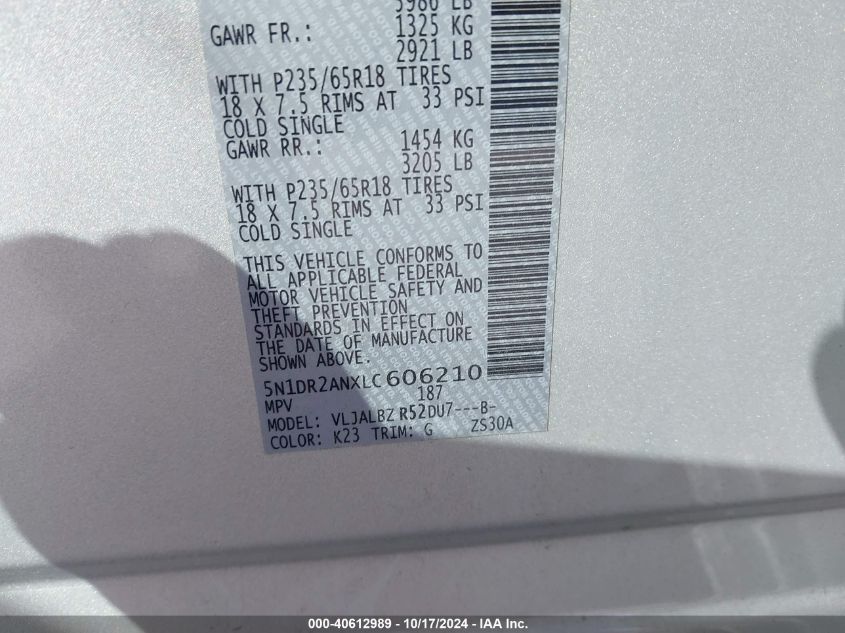 5986 LB
GAWR FR.: 1325 KG
2921 LB
WITH P235/65R18 TIRES
18 X 7.5 RIMS AT 33 PSI
COLD SINGLE
GAWR RR.: 1454 KG
3205 LB
WITH P235/65R18 TIRES
18 X 7.5 RIMS AT 33 PSI
COLD SINGLE
THIS VEHICLE CONFORMS TO
ALL APPLICABLE FEDERAL
MOTOR VEHICLE SAFETY AND
THEFT PREVENTION
STANDARDS IN EFFECT ON
THE DATE OF MANUFACTURE
SHOWN ABOVE.
5N1DR2ANXLC606210
MPV 187
MODEL: VLJALBZ R52DU7---B-
COLOR: K23 TRIM: G ZS30A
000-40612989 - 10/17/2024 - IAA Inc.